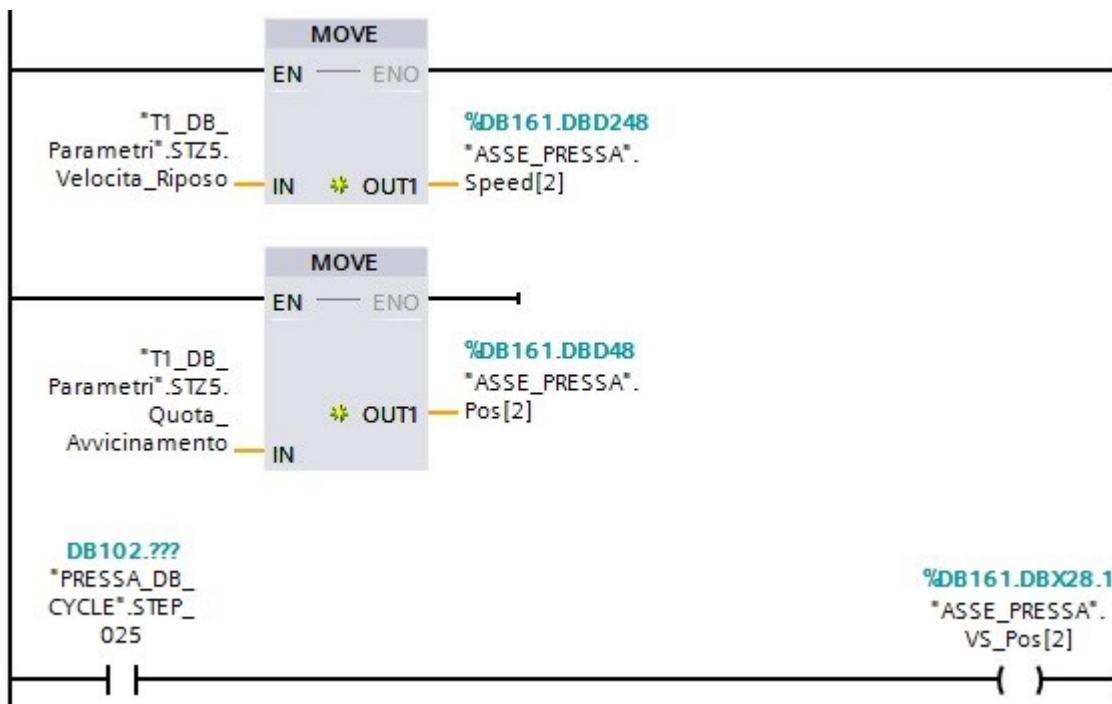 MOVE
EN ENO
"T1_DB_
Parametri".STZ5.
Velocita_Riposo
IN OUT1
%DB161.DBD248
"ASSE_PRESSA".
Speed[2]
MOVE
EN ENO
"T1_DB_
Parametri".STZ5.
Quota_
Avvicinamento
OUT1
IN
%DB161.DBD48
"ASSE_PRESSA".
Pos[2]
DB102.???
"PRESSA_DB_
CYCLE".STEP_
025
%DB161.DBX28.1
"ASSE_PRESSA".
VS_Pos[2]